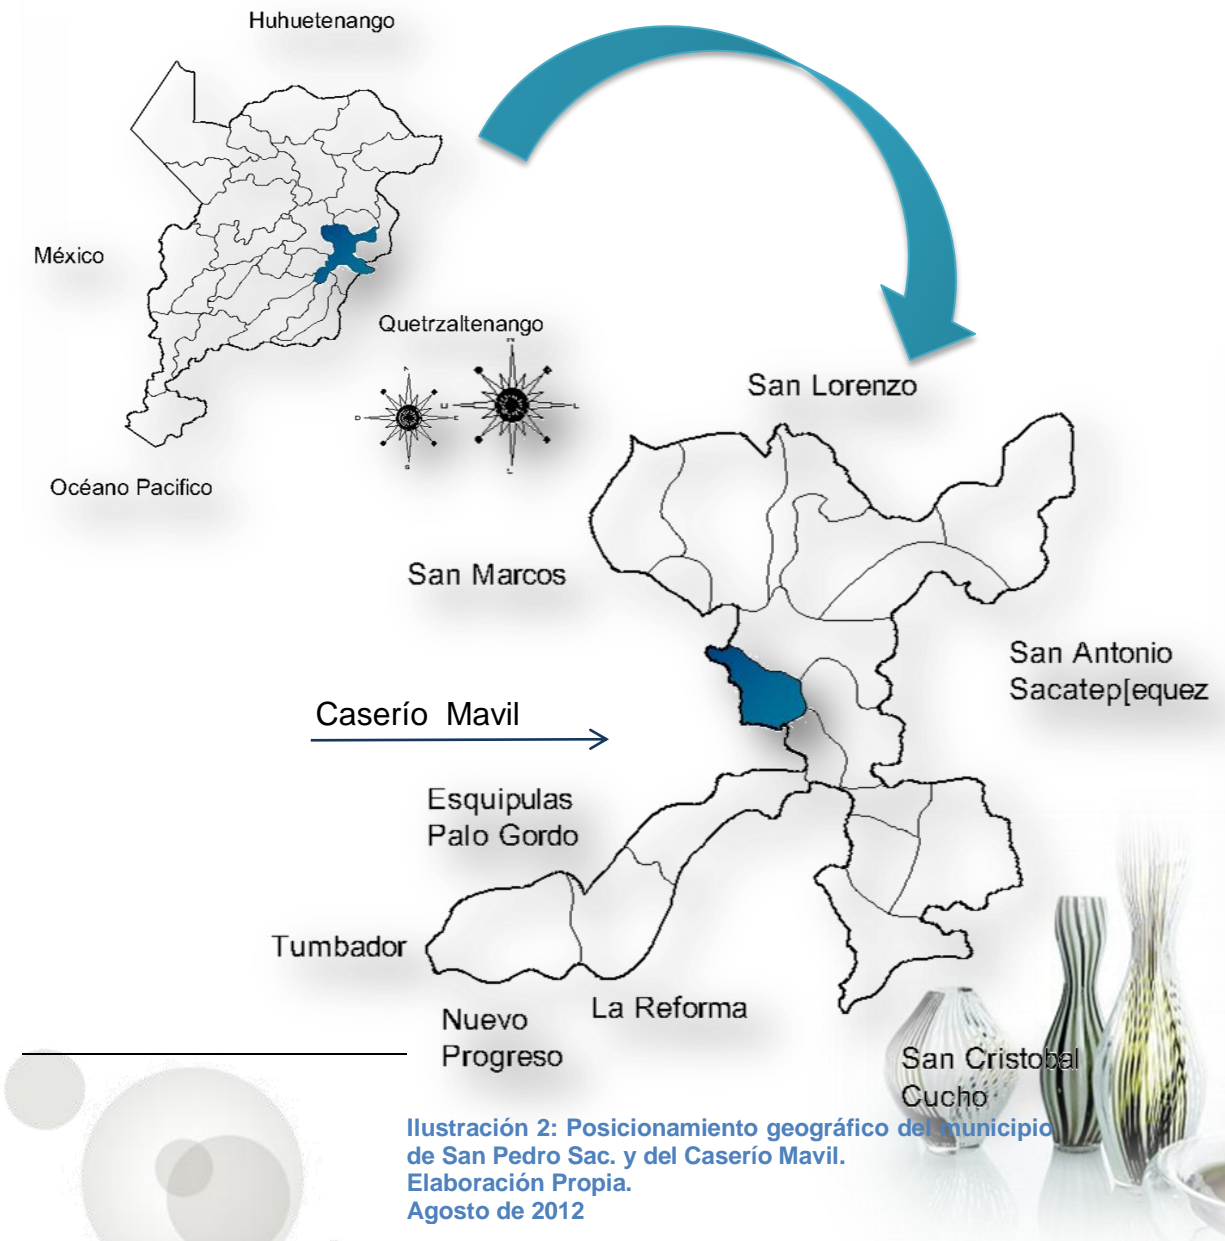 Huhuetenango
México
Quetrzaltenango
Océano Pacifico
San Lorenzo
San Marcos
San Antonio
Sacatep[equez
Caserío Mavil
Esquipulas
Palo Gordo
Tumbador
La Reforma
Nuevo
Progreso
San Cristobal
Cucho
Ilustración 2: Posicionamiento geográfico del municipio
de San Pedro Sac. y del Caserío Mavil.
Elaboración Propia.
Agosto de 2012